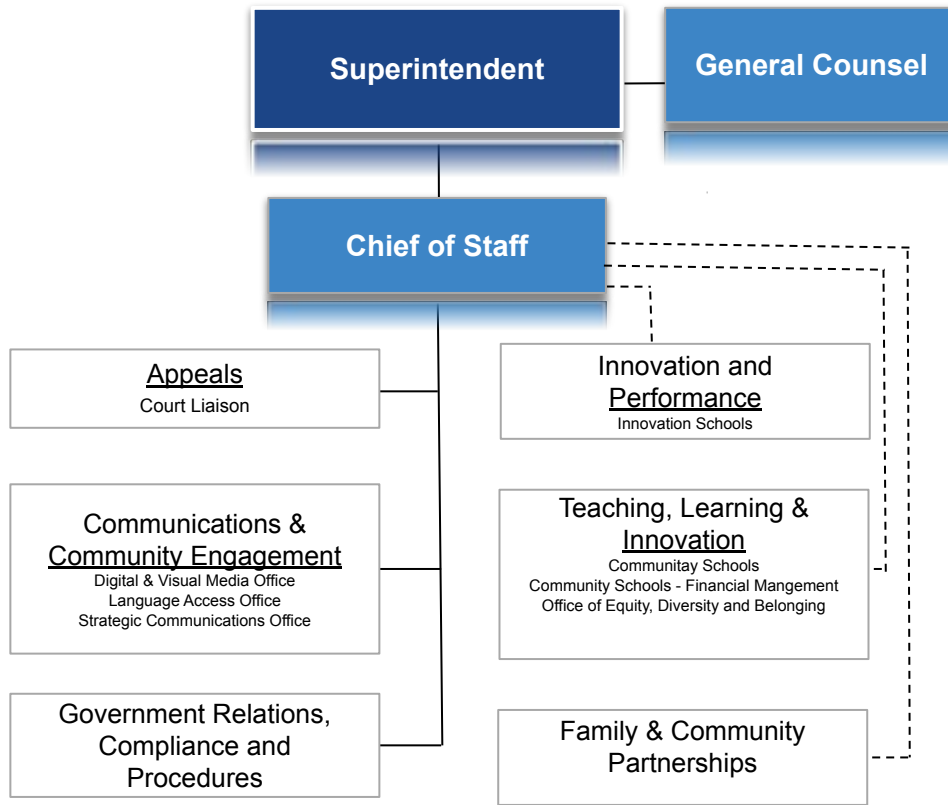 Superintendent
General Counsel
Chief of Staff
Appeals
Court Liaison
Innovation and
Performance
Innovation Schools
Communications &
Community Engagement
Digital & Visual Media Office
Language Access Office
Strategic Communications Office
Teaching, Learning &
Innovation
Communitay Schools
Community Schools - Financial Mangement
Office of Equity, Diversity and Belonging
Government Relations,
Compliance and
Procedures
Family & Community
Partnerships